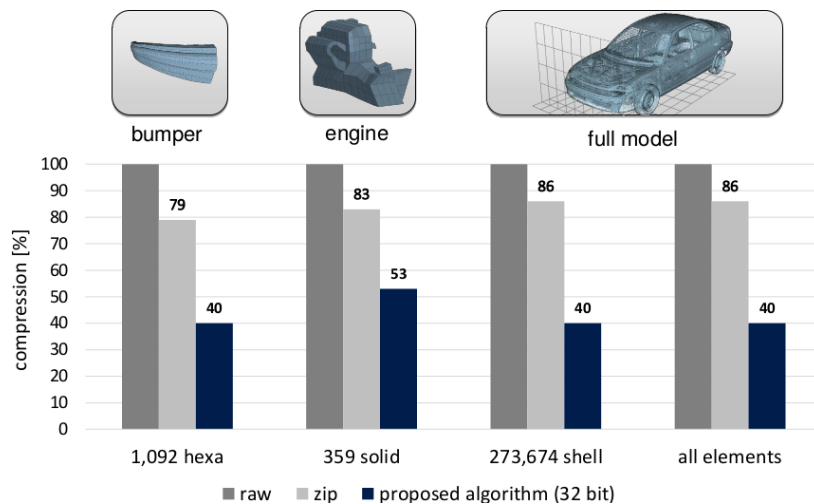 bumper
engine
full model
compression [%]
100
90
80
70
60
50
40
30
20
10
0
79
40
83
53
86
40
86
40
1,092 hexa
359 solid
273,674 shell
all elements
raw
zip
proposed algorithm (32 bit)